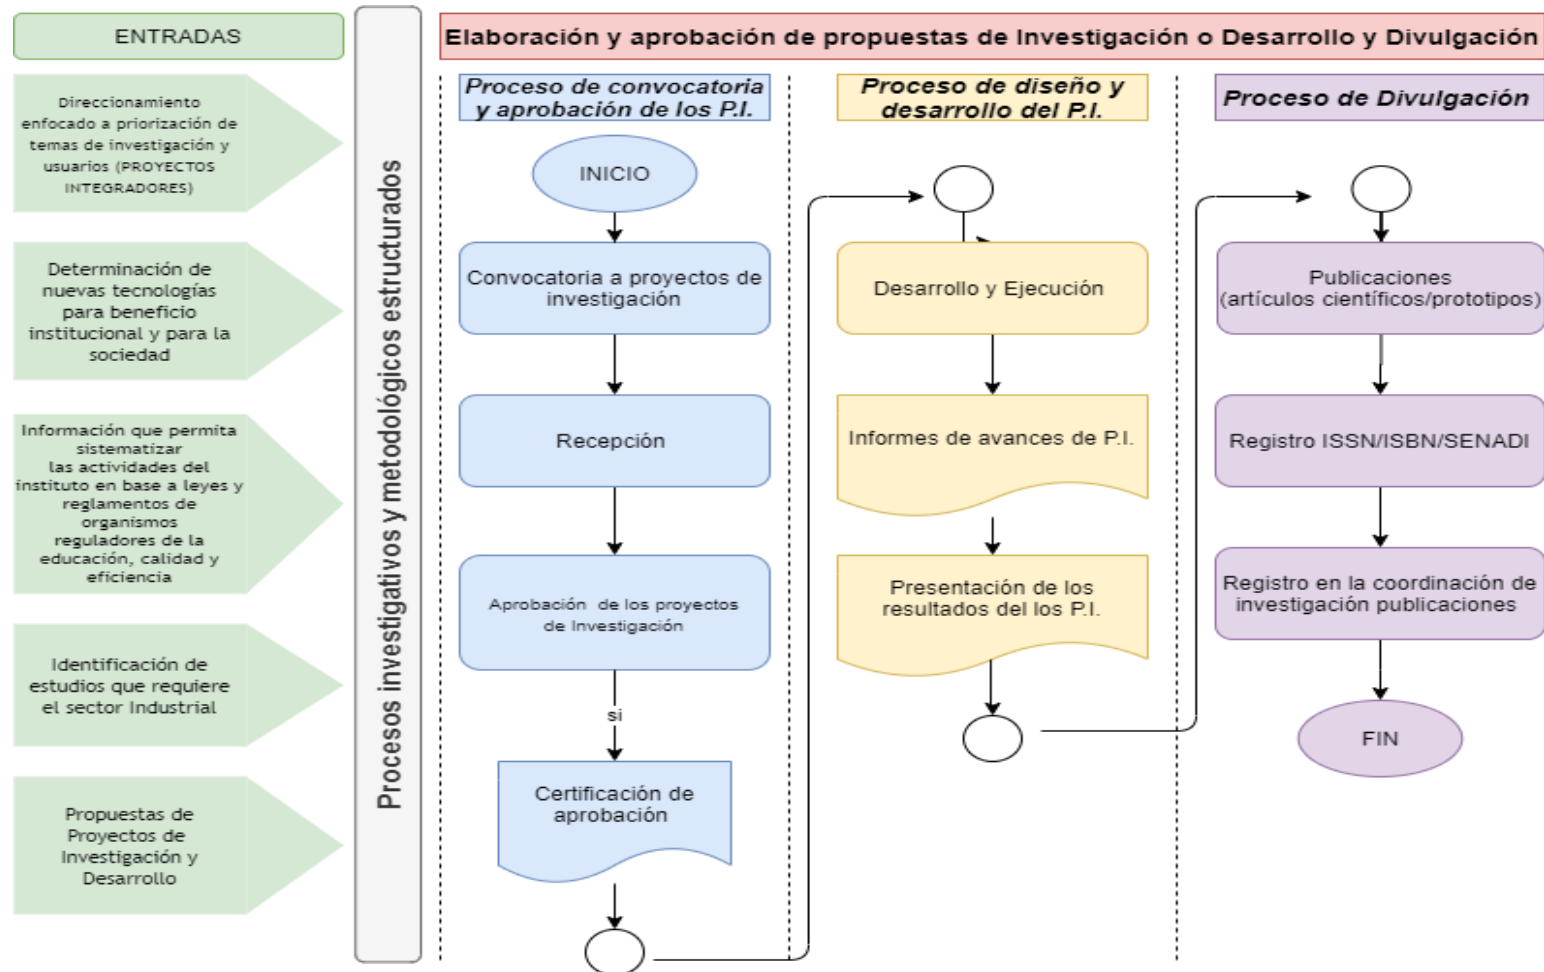 ENTRADAS
Direccionamiento
enfocado a priorización de
temas de investigación y
usuarios (PROYECTOS
INTEGRADORES)
Determinación de
nuevas tecnologías
para beneficio
institucional y para la
sociedad
Información que permita
sistematizar
las actividades del
instituto en base a leyes y
reglamentos de
organismos
reguladores de la
educación, calidad y
eficiencia
Identificación de
estudios que requiere
el sector Industrial
Propuestas de
Proyectos de
Investigación y
Desarrollo
Procesos investigativos y metodológicos estructurados
Elaboración y aprobación de propuestas de Investigación o Desarrollo y Divulgación
Proceso de convocatoria
y aprobación de los P.I.
INICIO
Convocatoria a proyectos de
investigación
Recepción
Aprobación de los proyectos
de Investigación
si
Certificación de
aprobación
Proceso de diseño y
desarrollo del P.I.
Desarrollo y Ejecución
Informes de avances de P.I.
Presentación de los
resultados del los P.I.
Proceso de Divulgación
Publicaciones
(artículos científicos/prototipos)
Registro ISSN/ISBN/SENADI
Registro en la coordinación de
investigación publicaciones
FIN